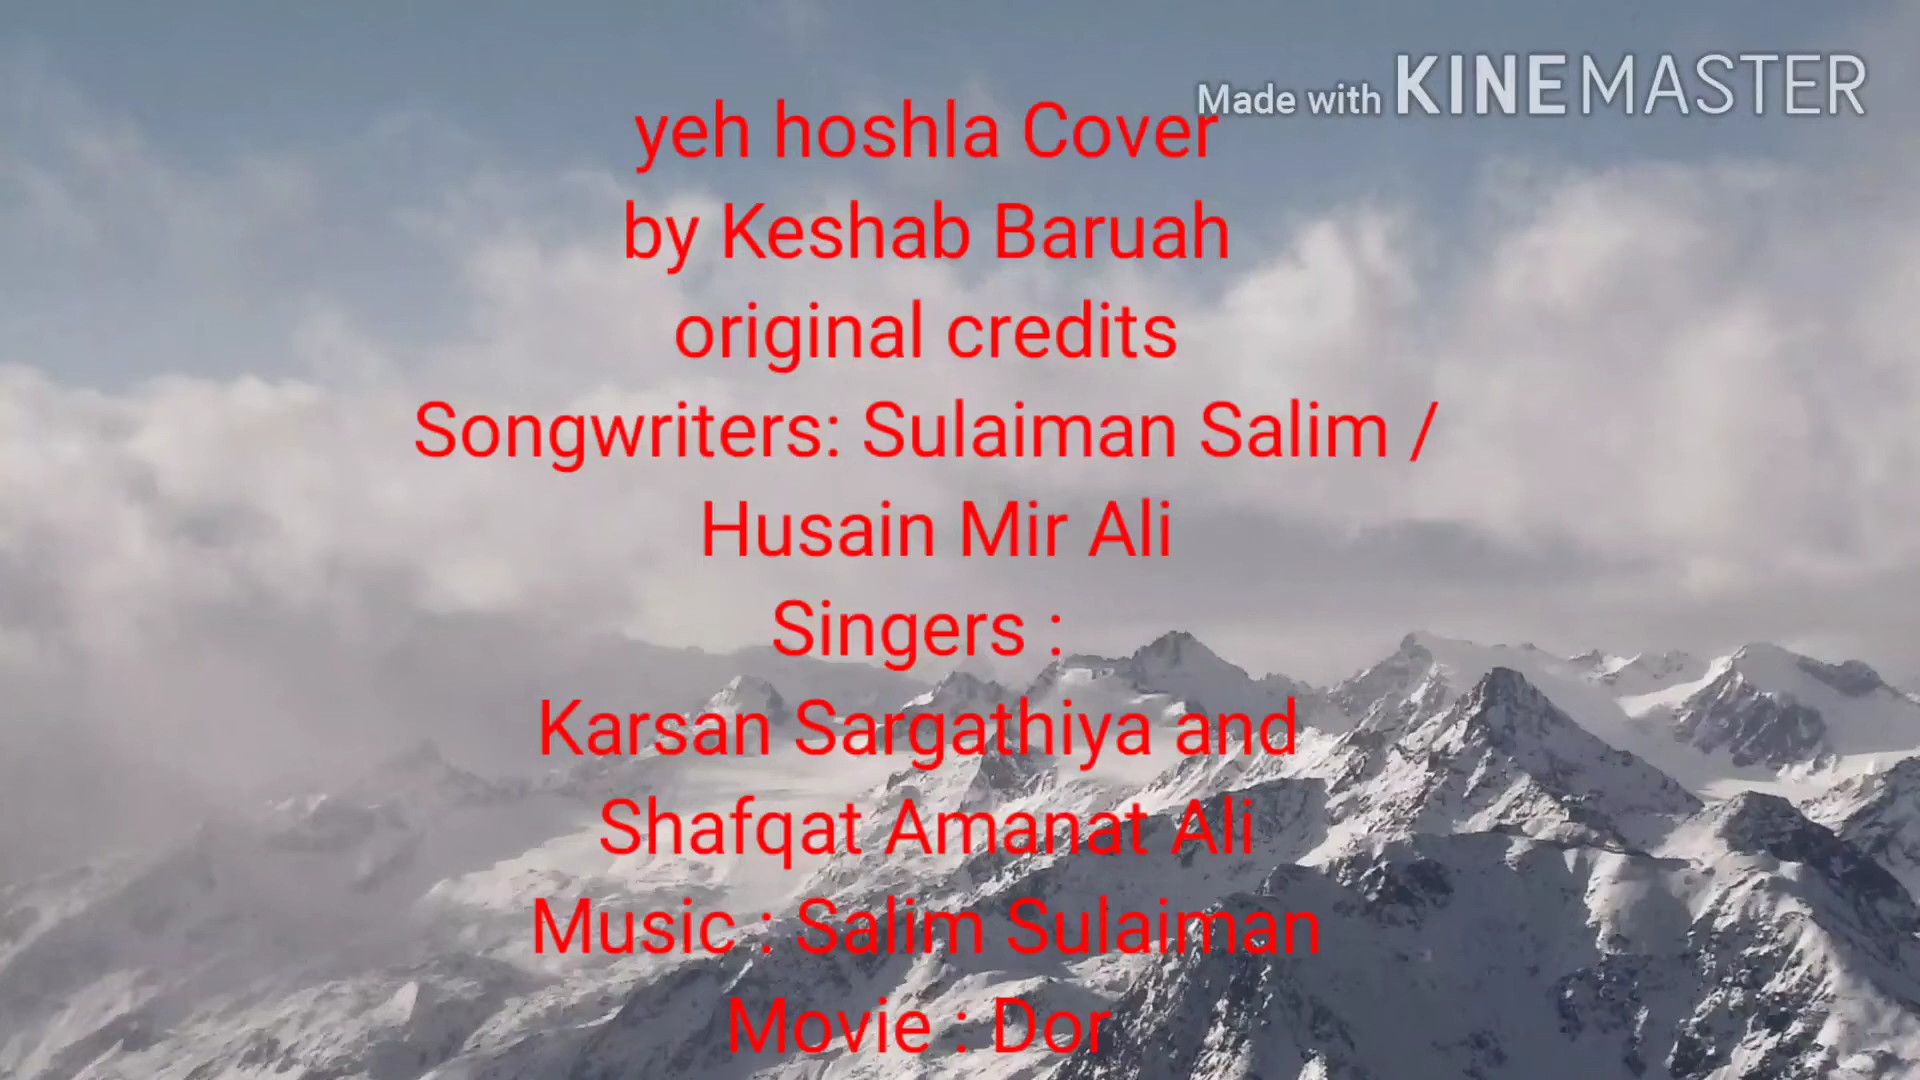 Made with KINEMASTER
yeh hoshla Cover
by Keshab Baruah
original credits
Songwriters: Sulaiman Salim /
Husain Mir Ali
Singers :
Karsan Sargathiya and
Shafqat Amanat Ali
Music : Salim Sulaiman
Movie : Dor